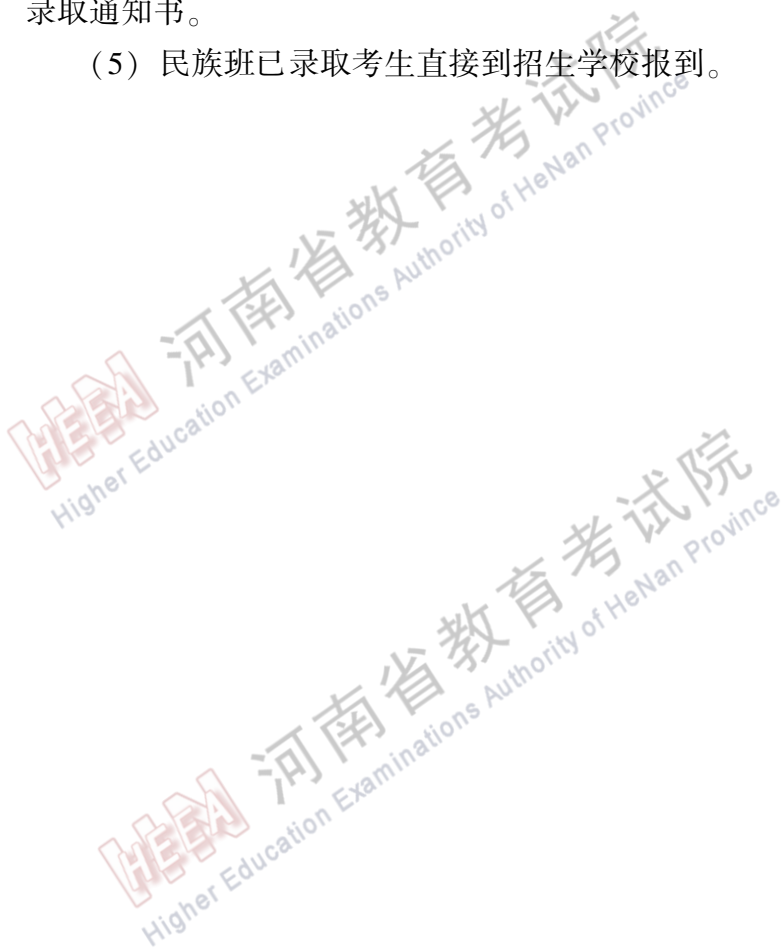 录取通知书。
（5）民族班已录取考生直接到招生学校报到。
河南省教育考试院
HEEA
Higher Education Examinations Authority of HeNan Province
河南省教育考试院
HEEA
Higher Education Examinations Authority of HeNan Province